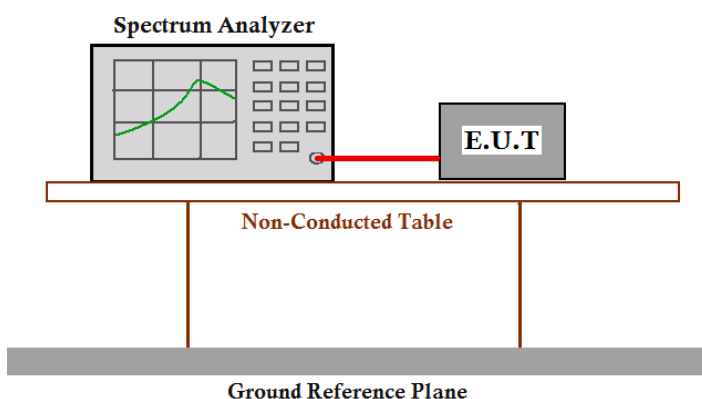 Spectrum Analyzer
E.U.T
Non-Conducted Table
Ground Reference Plane